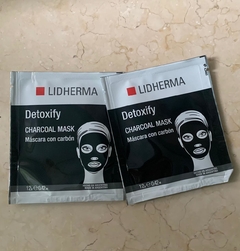 LIDHERMA
Detoxify
CHARCOAL MASK
Máscara con carbón
LIDHERMA
Detoxify
CHARCOAL MASK
Máscara con carbón